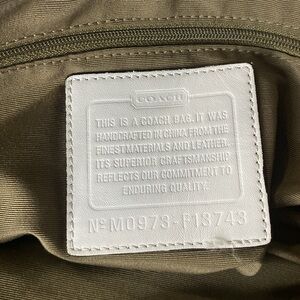 COACH
THIS IS A COACH BAG. IT WAS
HANDCRAFTED IN CHINA FROM THE
FINEST MATERIALS AND LEATHER.
ITS SUPERIOR CRAFTSMANSHIP
REFLECTS OUR COMMITMENT TO
ENDURING QUALITY.
Nº M0973-F13743